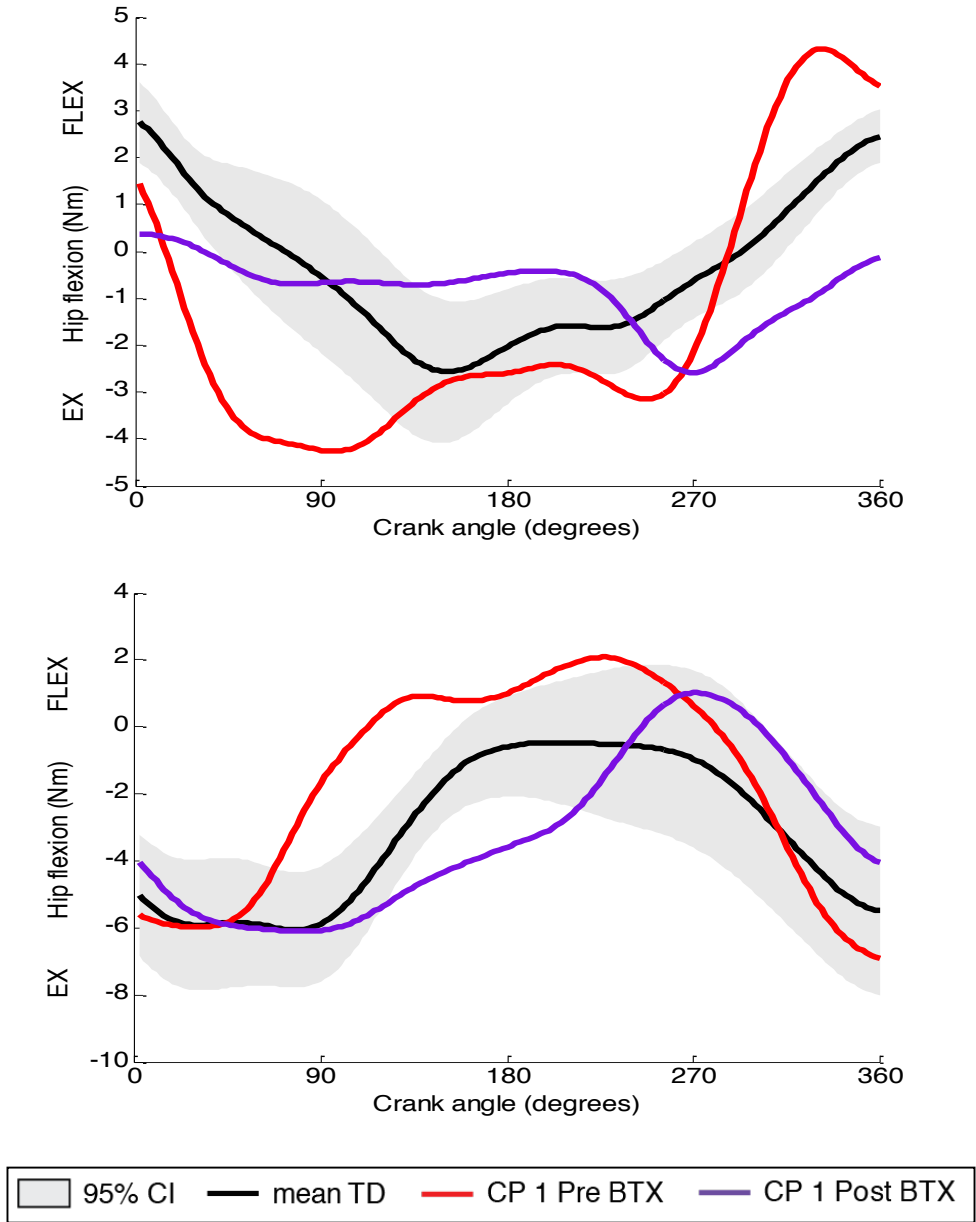 5
4
3
2
1
0
-1
-2
-3
-4
-5
EX Hip flexion (Nm) FLEX
0 90 180 270 360
Crank angle (degrees)
4
2
0
-2
-4
-6
-8
-10
EX Hip flexion (Nm) FLEX
0 90 180 270 360
Crank angle (degrees)
95% CI mean TD CP 1 Pre BTX CP 1 Post BTX